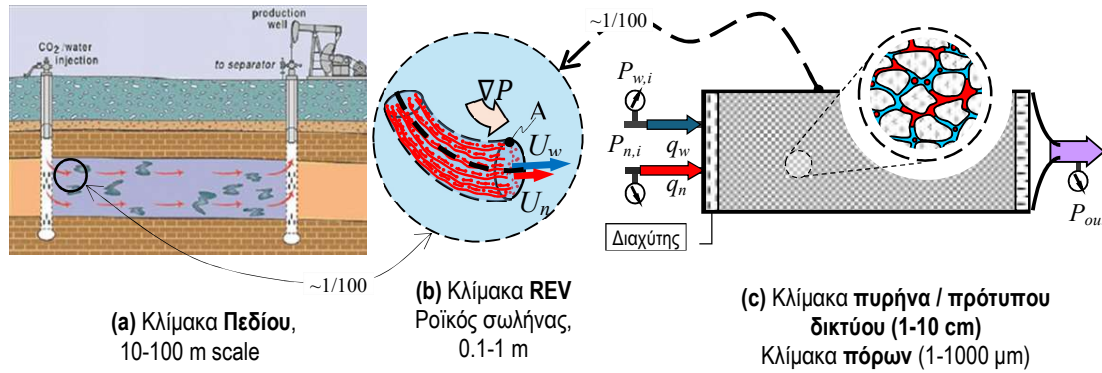 production
well
CO2 /water
injection
to separator
~1/100
∇P
A
Uw
Un
~1/100
Pw,i
Pn,i
qw
qn
Διαχύτης
Pou
(a) Κλίμακα Πεδίου,
10-100 m scale
(b) Κλίμακα REV
Ροϊκός σωλήνας,
0.1-1 m
(c) Κλίμακα πυρήνα / πρότυπου
δικτύου (1-10 cm)
Κλίμακα πόρων (1-1000 μm)